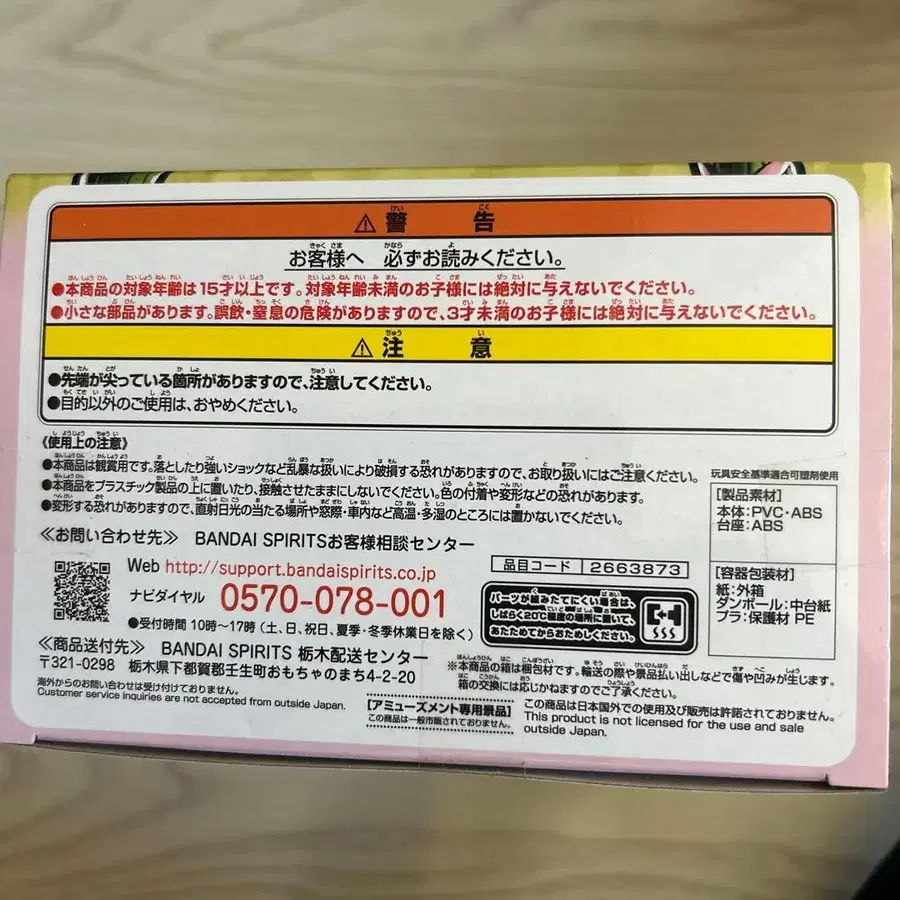 ⚠警告
お客様へ 必ずお読みください。
●本商品の対象年齢は15才以上です。対象年齢未満のお子様には絶対に与えないでください。
●小さな部品があります。誤飲・窒息の危険がありますので、3才未満のお子様には絶対に与えないでください。
⚠注意
●先端が尖っている箇所がありますので、注意してください。
●目的以外のご使用は、おやめください。
《使用上の注意》
●本商品は観賞用です。落としたり強いショックなど乱暴な扱いにより破損する恐れがありますので、お取り扱いにはご注意ください。
●本商品をプラスチック製品の上に置いたり、接触させたままにしないでください。色の付着や変形などの恐れがあります。
●変形する恐れがありますので、直射日光の当たる場所や窓際・車内など高温・多湿のところには置かないでください。
≪お問い合わせ先≫ BANDAI SPIRITSお客様相談センター
Web http://support.bandaispirits.co.jp
ナビダイヤル 0570-078-001
●受付時間 10時〜17時(土、日、祝日、夏季・冬季休業日を除く)
≪商品送付先≫ BANDAI SPIRITS 栃木配送センター
〒321-0298 栃木県下都賀郡壬生町おもちゃのまち4-2-20
海外からのお問い合わせは受け付けておりません。
Customer service inquiries are not accepted from outside Japan.
玩具安全基準適合可塑剤使用
[製品素材]
本体:PVC・ABS
台座:ABS
[容器包装材]
紙:外箱
ダンボール:中台紙
プラ:保護材 PE
品目コード 2663873
パーツが組みたてにくい場合は、
しばらく20℃程度の場所に置いて、
あたためてからおためしください。
※本商品の箱は梱包材です。輸送の際や景品払い出しなどで傷や凹みが生じます。
箱の交換には応じかねますのでご了承ください。
[アミューズメント専用景品]
この商品は一般市販されておりません。
この商品は日本国外での使用及び販売は許諾されておりません。
This product is not licensed for the use and sale
outside Japan.